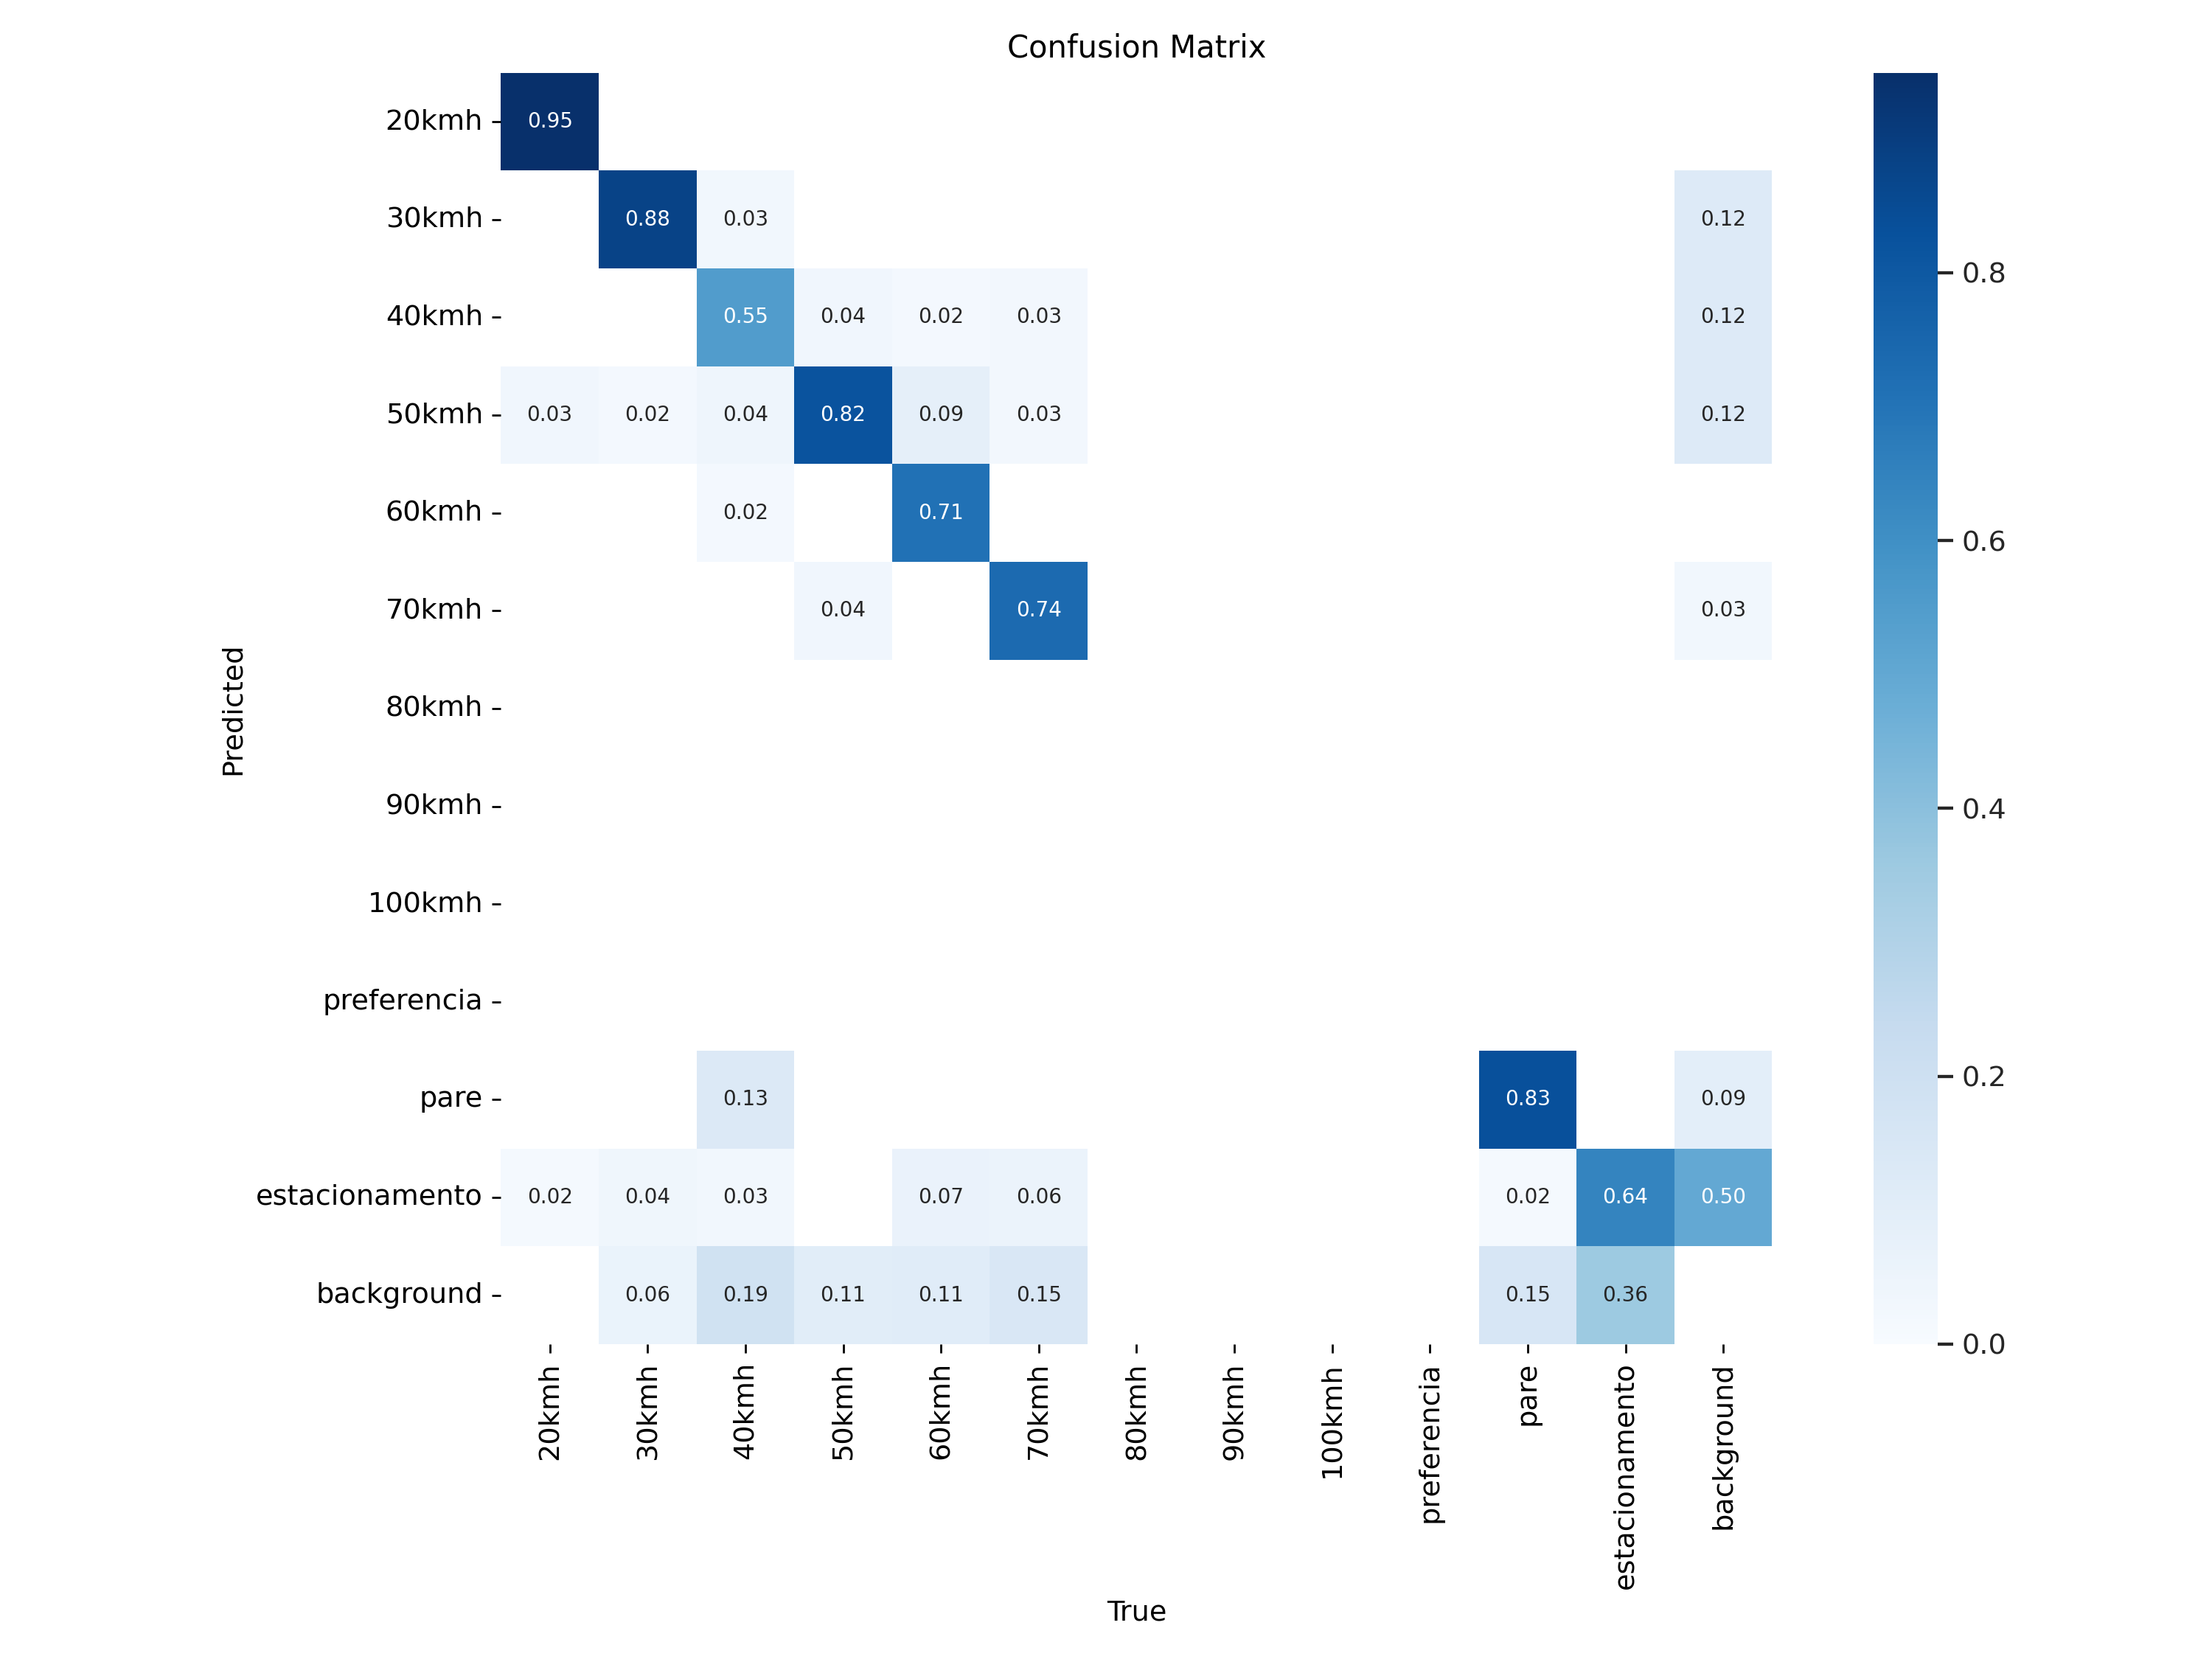 Confusion Matrix
20kmh 0.95
30kmh 0.88 0.03 0.12
0.8
40kmh 0.55 0.04 0.02 0.03 0.12
50kmh 0.03 0.02 0.04 0.82 0.09 0.03 0.12
60kmh 0.02 0.71
0.6
70kmh 0.04 0.74 0.03
Predicted
80kmh
90kmh
0.4
100kmh
preferencia
0.2
pare 0.13 0.83 0.09
estacionamento 0.02 0.04 0.03 0.07 0.06 0.02 0.64 0.50
background 0.06 0.19 0.11 0.11 0.15 0.15 0.36
0.0
20kmh 30kmh 40kmh 50kmh 60kmh 70kmh 80kmh 90kmh 100kmh preferencia pare estacionamento background
True